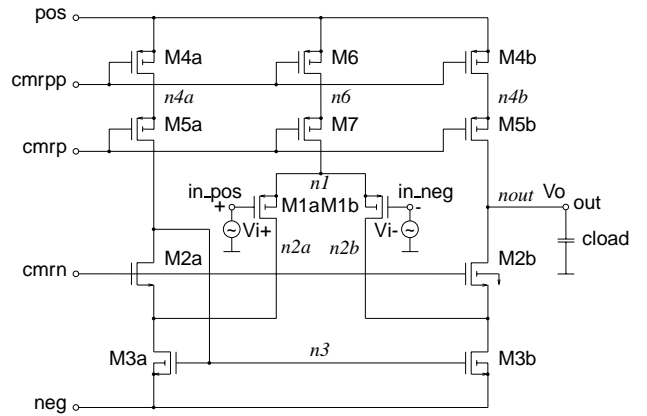 pos
M4a M6 M4b
cmrpp
n4a n6 n4b
M5a M7 M5b
cmrp
n1
in_pos in_neg nout Vo
+ M1a M1b - out
Vi+ Vi-
n2a n2b cload
M2a M2b
cmrn
n3
M3a M3b
neg